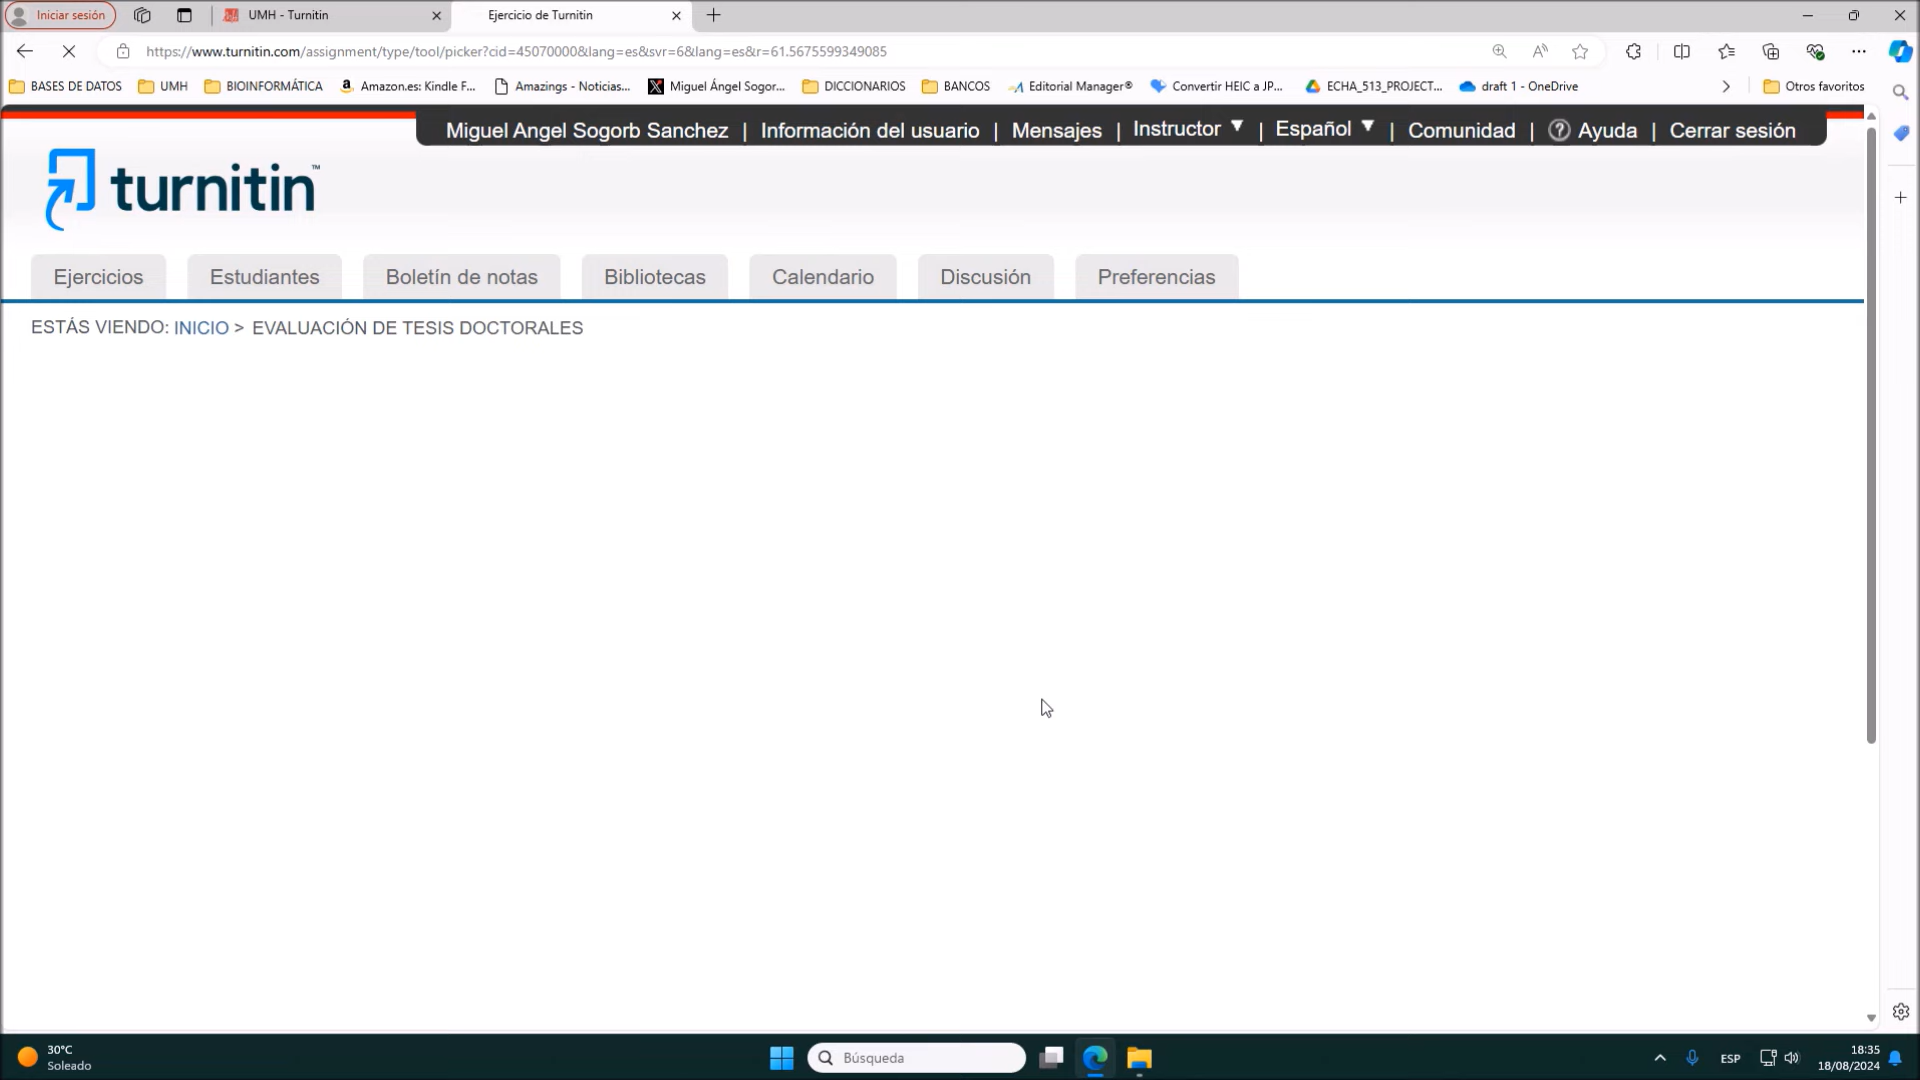 Iniciar sesión
UMH - Turnitin
Ejercicio de Turnitin
https://www.turnitin.com/assignment/type/tool/picker?cid=45070000&lang=es&svr=6&lang=es&r=61.5675599349085
BASES DE DATOS
UMH
BIOINFORMÁTICA
Amazon.es: Kindle F...
Amazings - Noticias...
Miguel Ángel Sogor...
DICCIONARIOS
BANCOS
Editorial Manager®
Convertir HEIC a JP...
ECHA_513_PROJECT...
draft 1 - OneDrive
Otros favoritos
Miguel Angel Sogorb Sanchez | Información del usuario | Mensajes | Instructor ▼ | Español ▼ | Comunidad | ? Ayuda | Cerrar sesión
turnitin™
Ejercicios
Estudiantes
Boletín de notas
Bibliotecas
Calendario
Discusión
Preferencias
ESTÁS VIENDO: INICIO > EVALUACIÓN DE TESIS DOCTORALES
30°C
Soleado
Búsqueda
ESP
18:35
18/08/2024